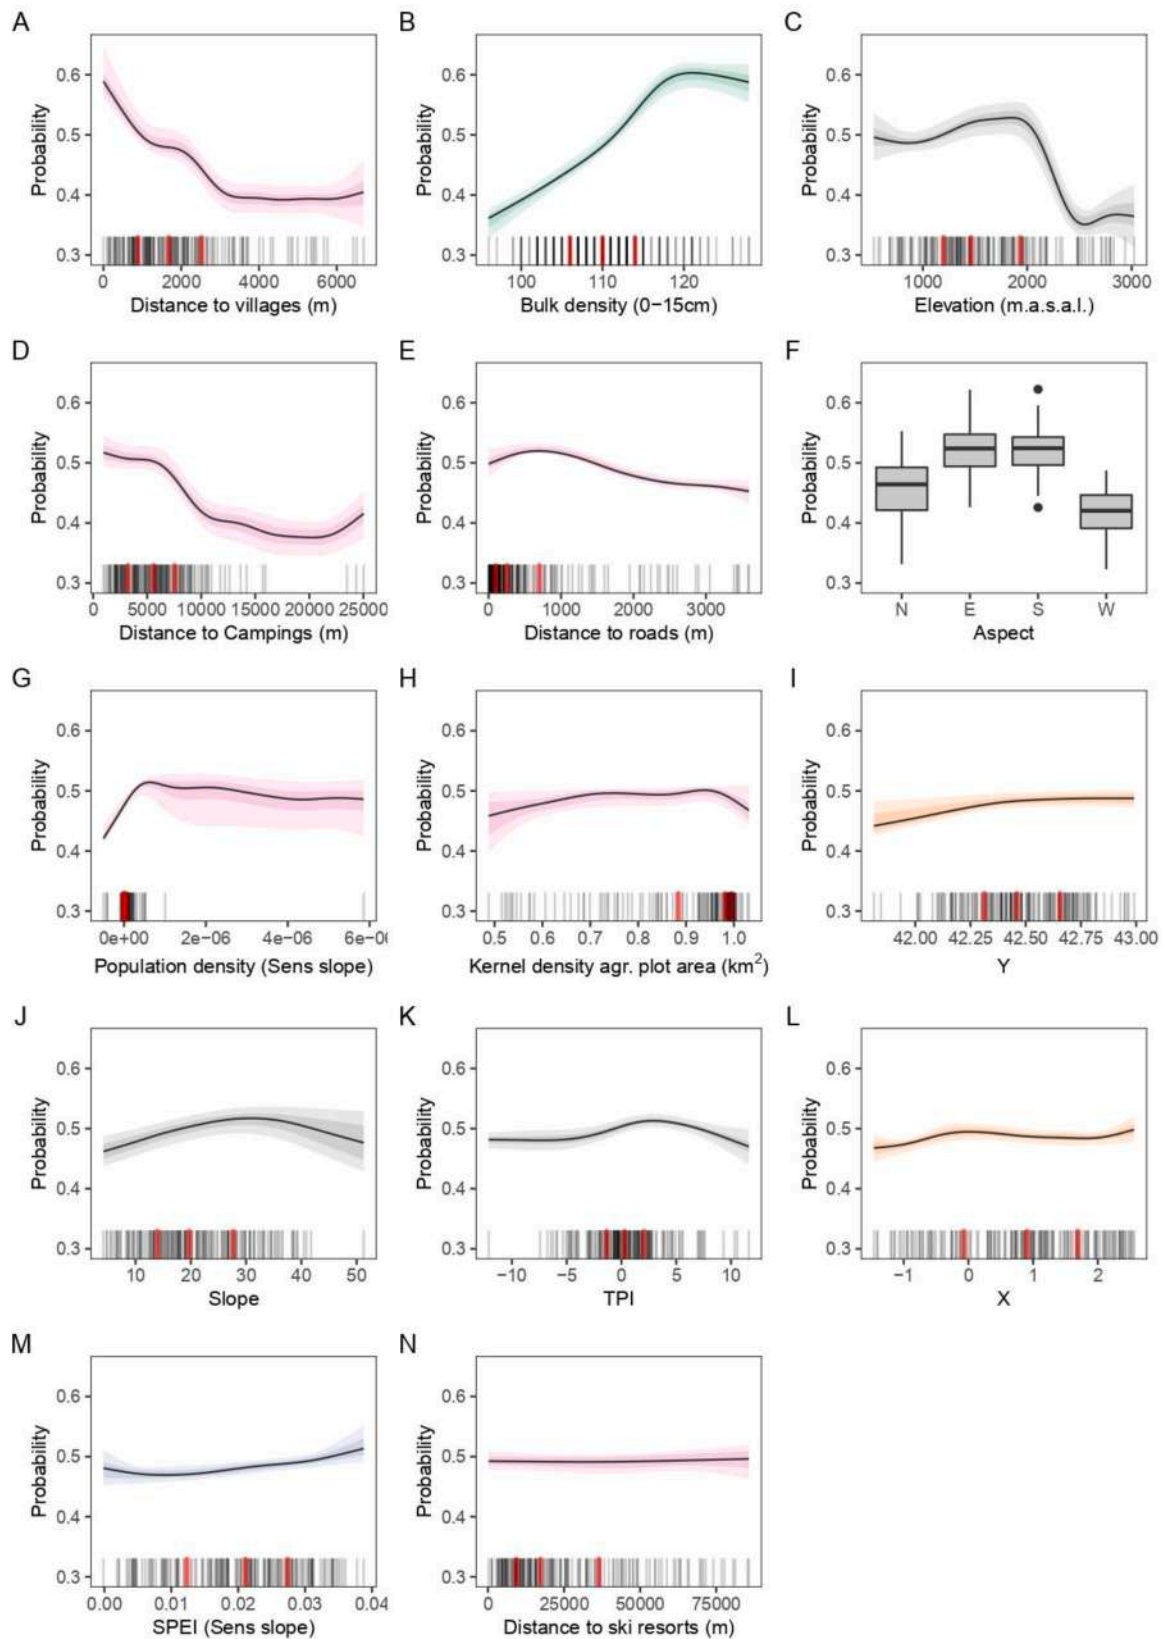 A
B
C
Probability
0.6
0.5
0.4
0.3
0 2000 4000 6000
Distance to villages (m)
Probability
0.6
0.5
0.4
0.3
100 110 120
Bulk density (0−15cm)
Probability
0.6
0.5
0.4
0.3
1000 2000 3000
Elevation (m.a.s.a.l.)
D
E
F
Probability
0.6
0.5
0.4
0.3
0 5000 10000 15000 20000 25000
Distance to Campings (m)
Probability
0.6
0.5
0.4
0.3
0 1000 2000 3000
Distance to roads (m)
Probability
0.6
0.5
0.4
0.3
N E S W
Aspect
G
H
I
Probability
0.6
0.5
0.4
0.3
0e+00 2e−06 4e−06
Population density (Sens slope)
Probability
0.6
0.5
0.4
0.3
0.5 0.6 0.7 0.8 0.9 1.0
Kernel density agr. plot area (km²)
Probability
0.6
0.5
0.4
0.3
42.00 42.25 42.50 42.75 43.00
Y
J
K
L
Probability
0.6
0.5
0.4
0.3
10 20 30 40 50
Slope
Probability
0.6
0.5
0.4
0.3
−10 −5 0 5 10
TPI
Probability
0.6
0.5
0.4
0.3
−1 0 1 2
X
M
N
Probability
0.6
0.5
0.4
0.3
0.00 0.01 0.02 0.03 0.04
SPEI (Sens slope)
Probability
0.6
0.5
0.4
0.3
0 25000 50000 75000
Distance to ski resorts (m)